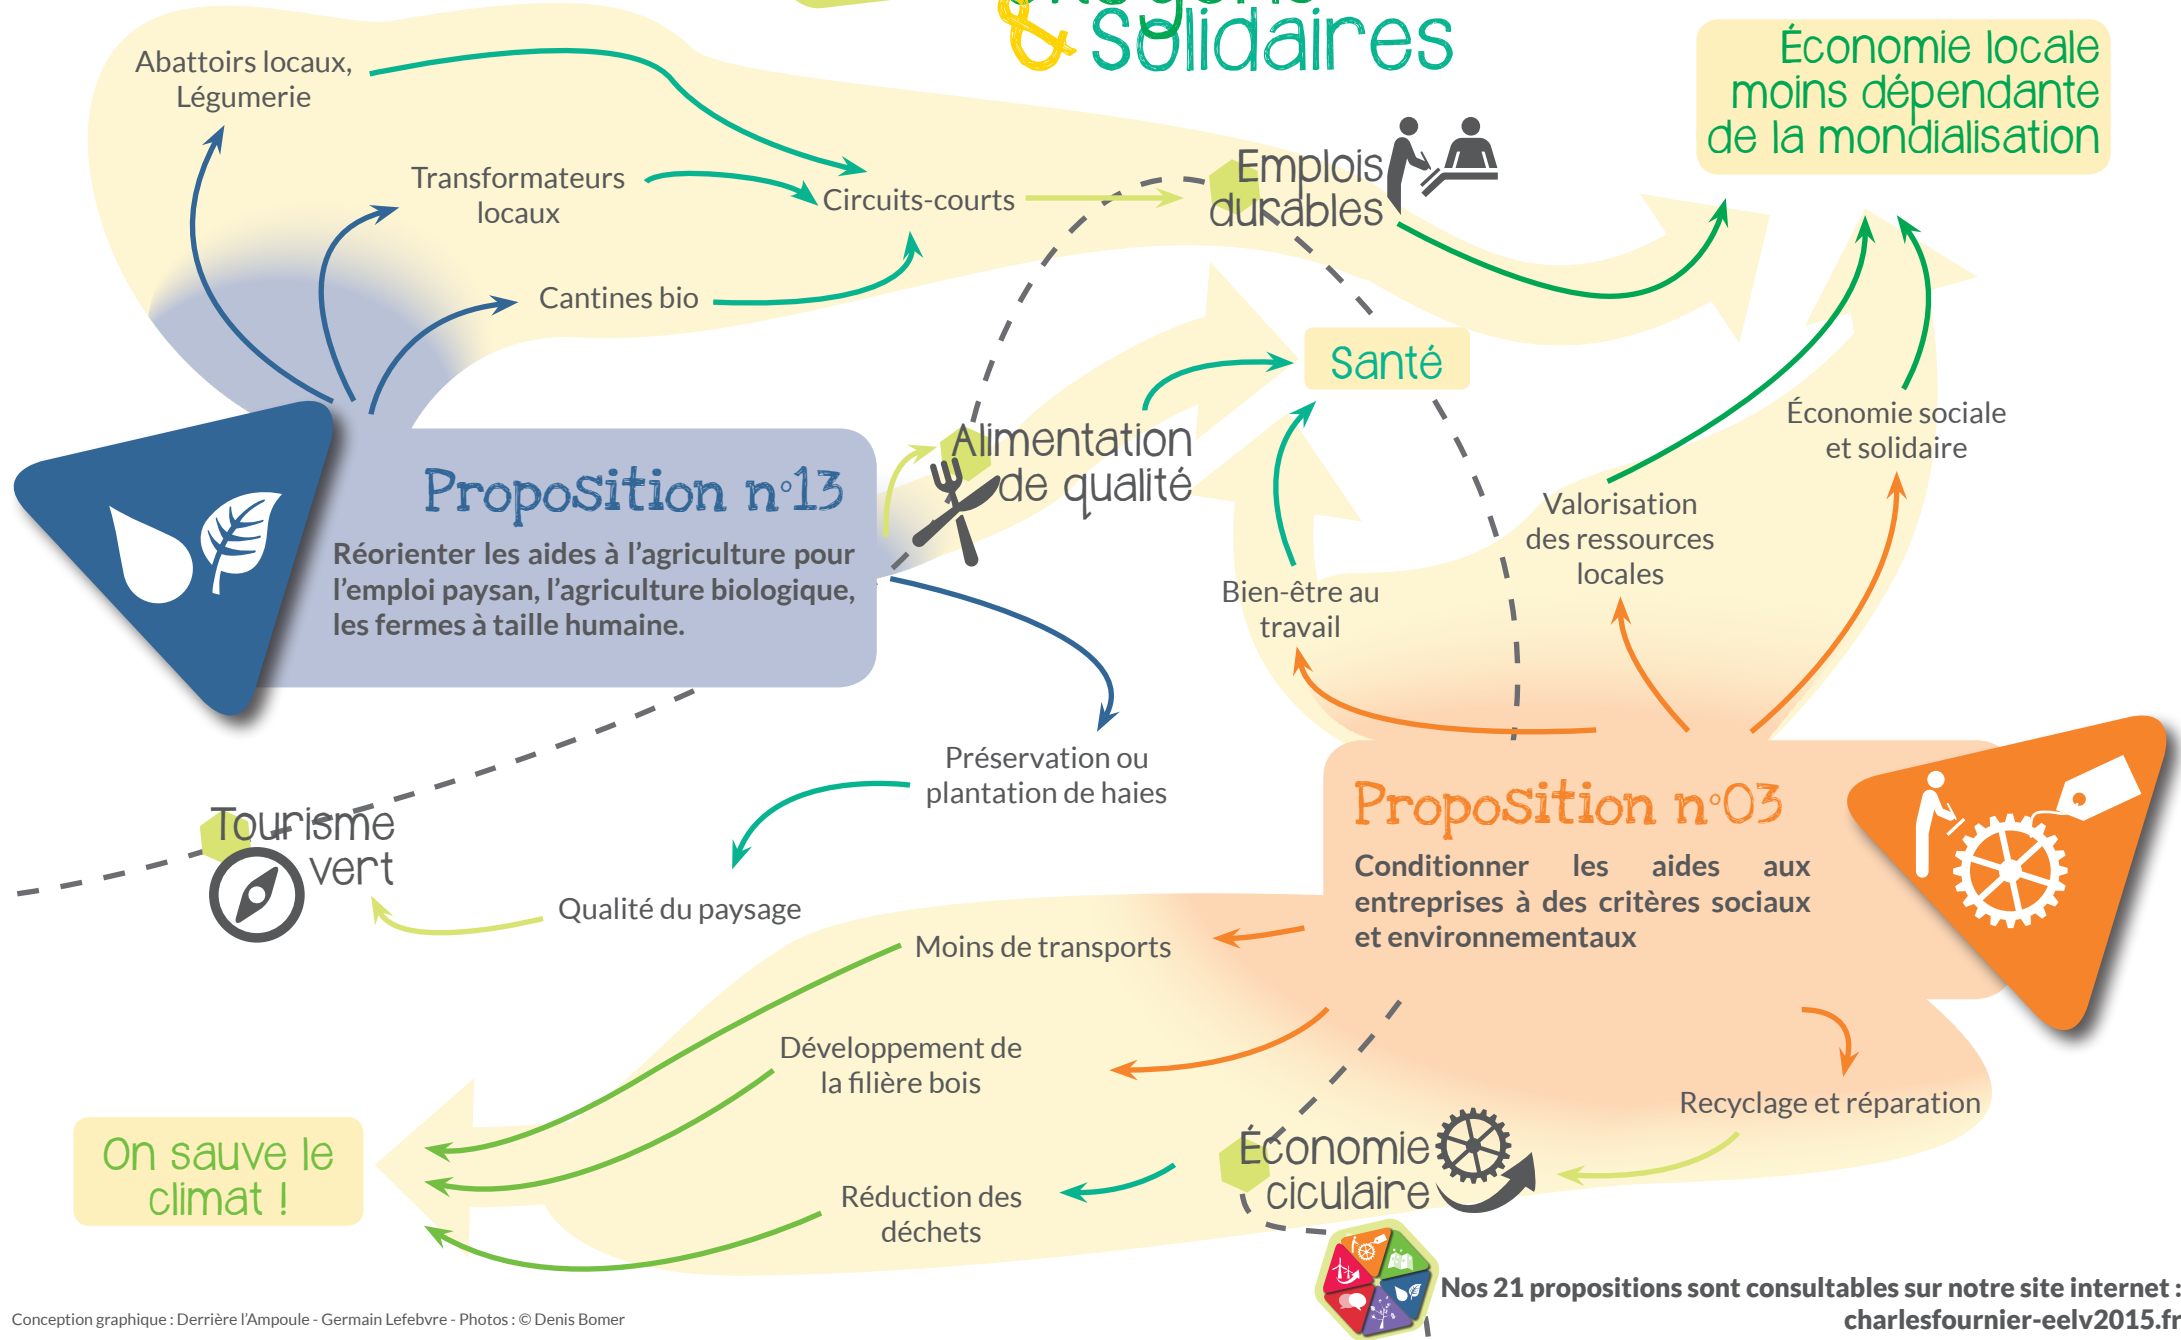 & Solidaires
Économie locale
moins dépendante
de la mondialisation
Abattoirs locaux,
Légumerie
Transformateurs
locaux
Circuits-courts
Emplois
durables
Cantines bio
Santé
Alimentation
de qualité
Économie sociale
et solidaire
Proposition n°13
Réorienter les aides à l'agriculture pour
l'emploi paysan, l'agriculture biologique,
les fermes à taille humaine.
Valorisation
des ressources
locales
Bien-être au
travail
Préservation ou
plantation de haies
Proposition n°03
Conditionner les aides aux
entreprises à des critères sociaux
et environnementaux
Tourisme
vert
Qualité du paysage
Moins de transports
Développement de
la filière bois
Recyclage et réparation
On sauve le
climat !
Économie
ciculaire
Réduction des
déchets
Nos 21 propositions sont consultables sur notre site internet :
charlesfournier-eelv2015.fr
Conception graphique : Derrière l'Ampoule - Germain Lefebvre - Photos : © Denis Bomer